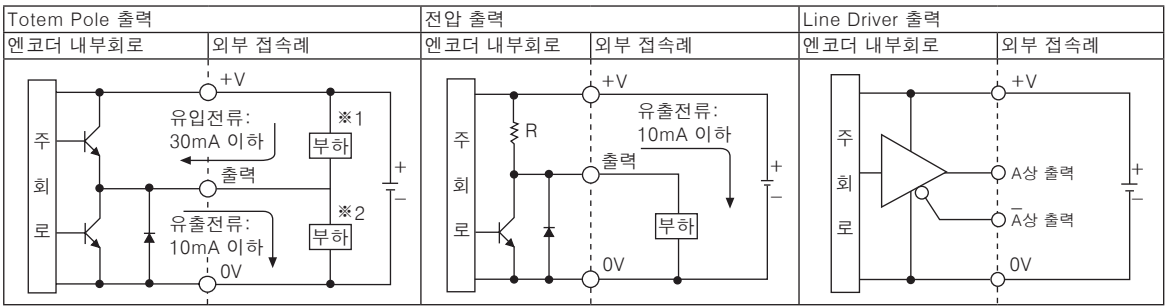 Totem Pole 출력
엔코더 내부회로
외부 접속례
주
회
로
+V
유입전류:
30mA 이하
※1
부하
출력
+
−
유출전류:
10mA 이하
※2
부하
0V
전압 출력
엔코더 내부회로
외부 접속례
주
회
로
+V
R
유출전류:
10mA 이하
출력
+
−
부하
0V
Line Driver 출력
엔코더 내부회로
외부 접속례
주
회
로
+V
A상 출력
+
−
A̅상 출력
0V